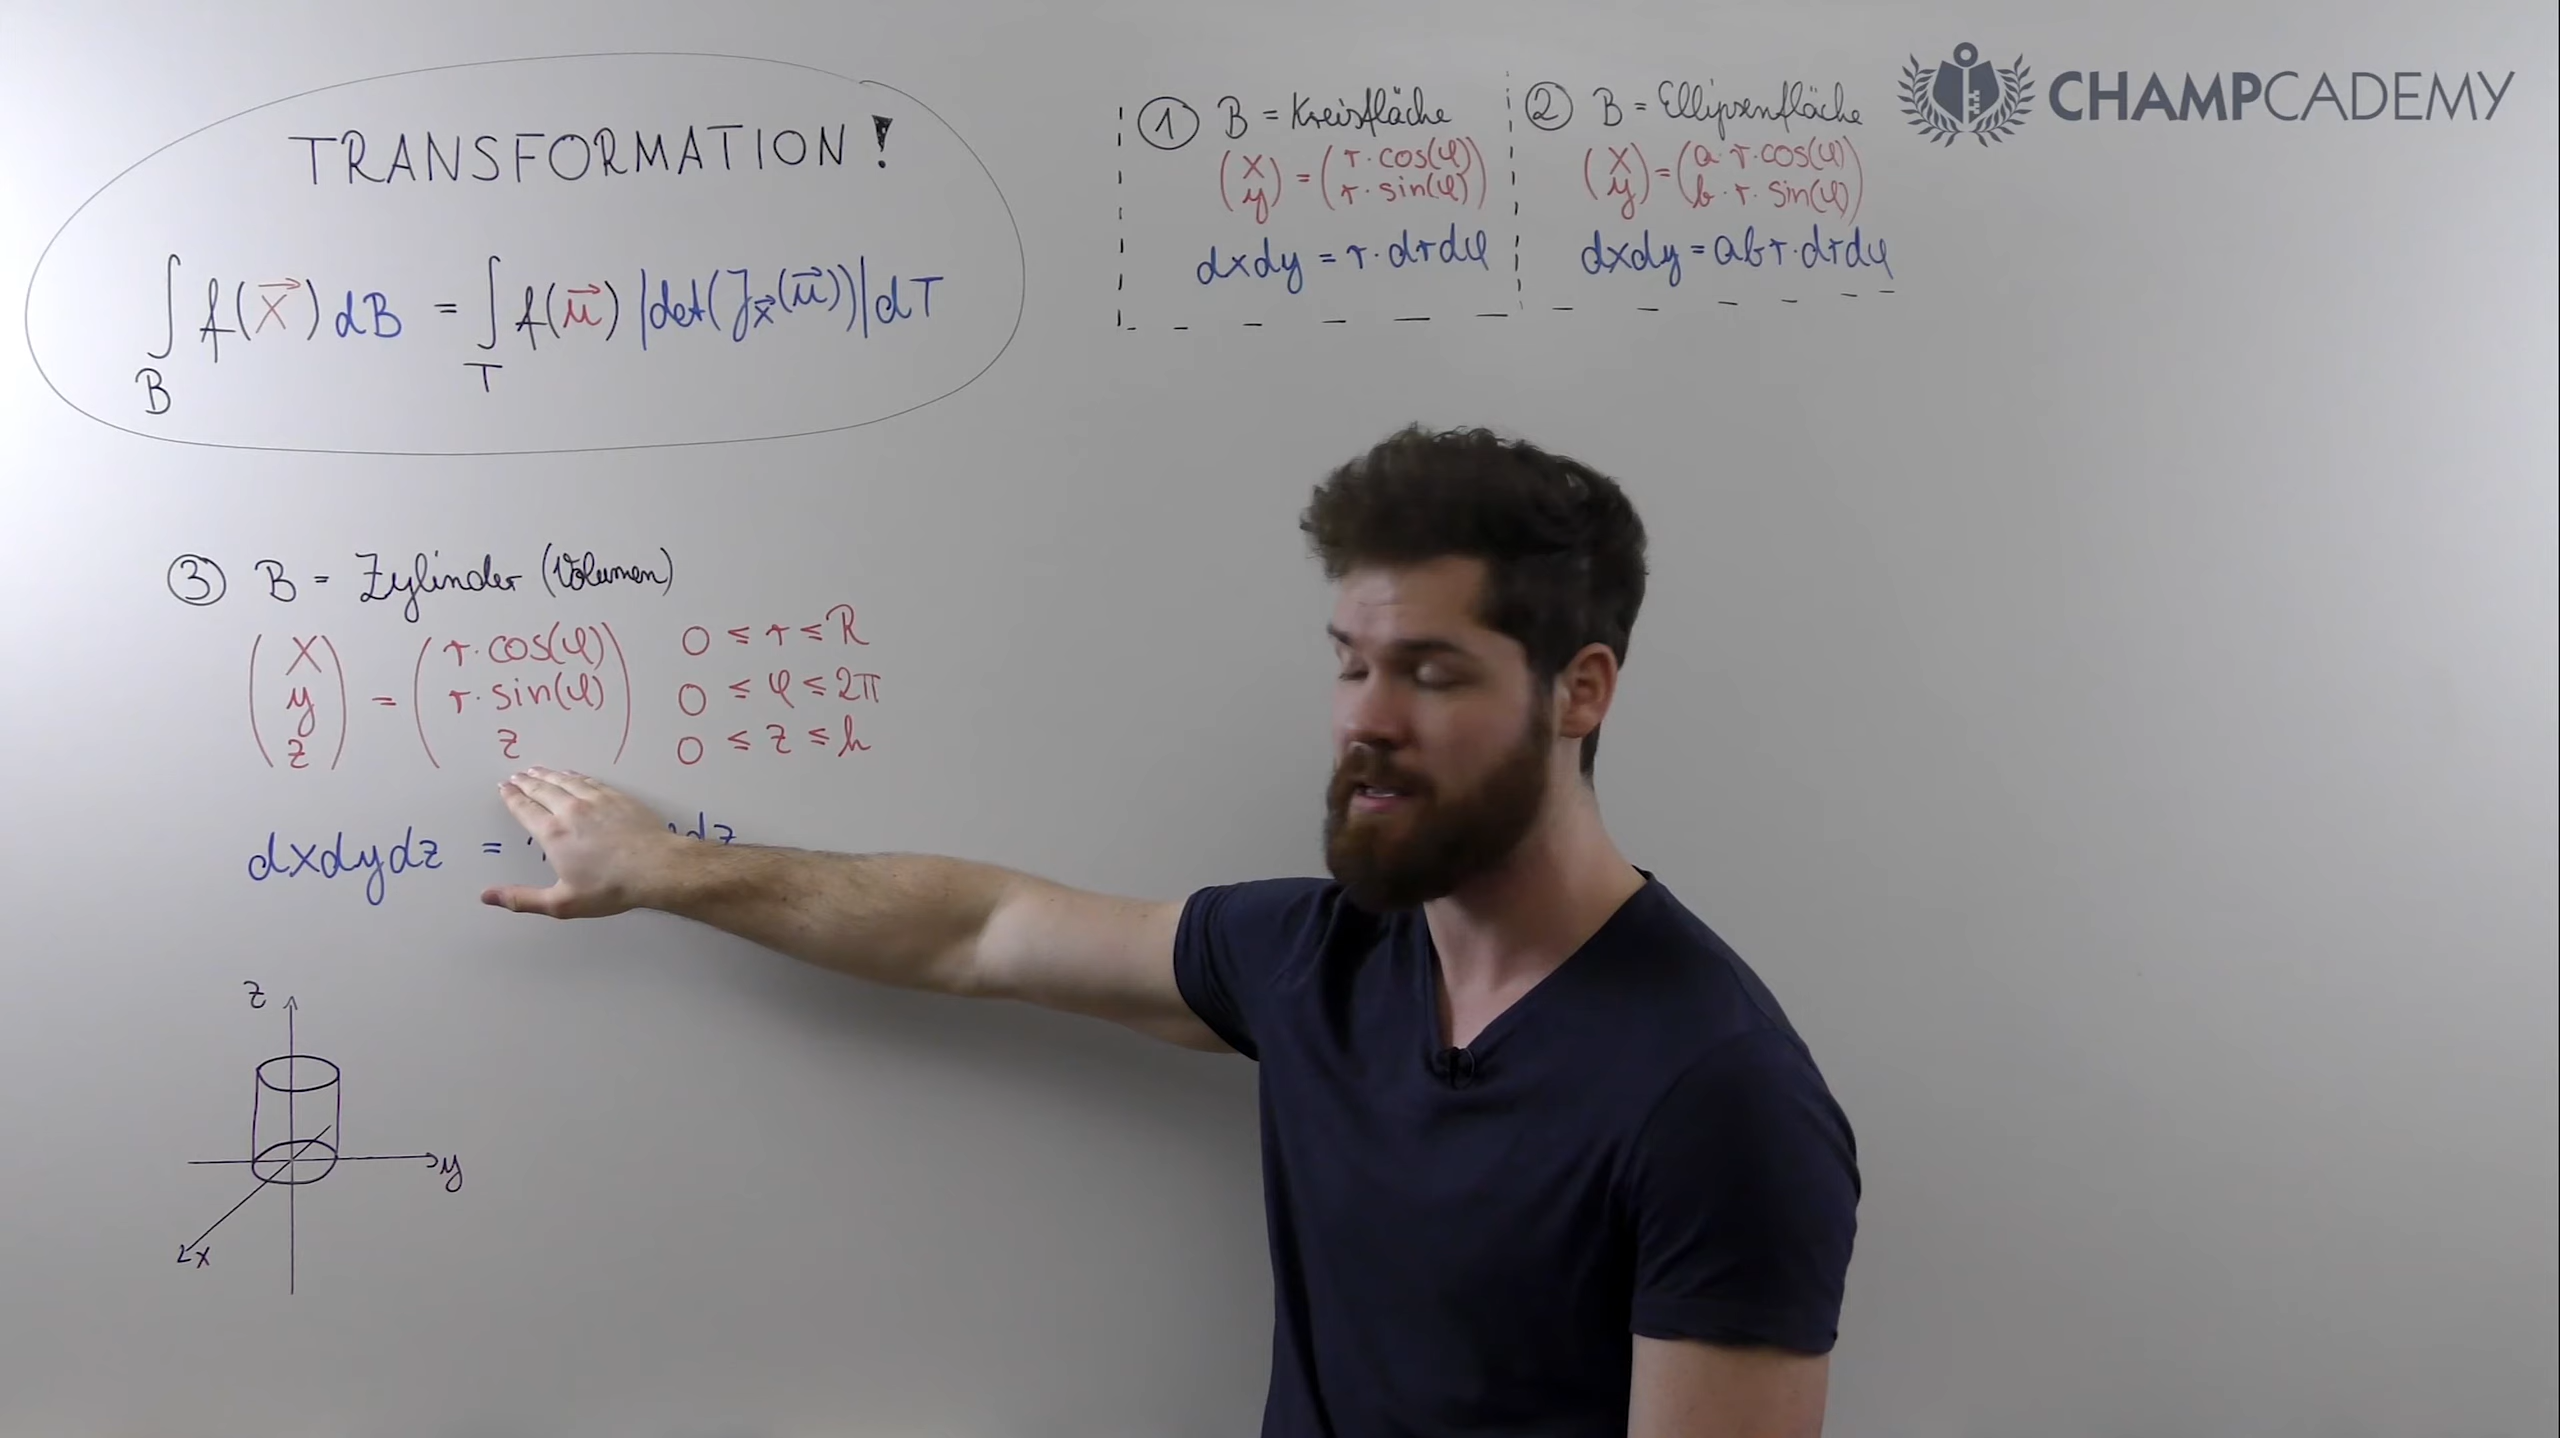 TRANSFORMATION!
∫_B f(x⃗) dB = ∫_T f(u⃗) |det(J_x⃗(u⃗))| dT
① B = Kreisfläche
(x y) = (r·cos(φ) r·sin(φ))
dxdy = r·drdφ
② B = Ellipsenfläche
(x y) = (a·r·cos(φ) b·r·sin(φ))
dxdy = abr·drdφ
CHAMPCADEMY
③ B = Zylinder (Volumen)
(x y z) = (r·cos(φ) r·sin(φ) z)
0 ≤ r ≤ R
0 ≤ φ ≤ 2π
0 ≤ z ≤ h
dxdydz = dz
z
y
x